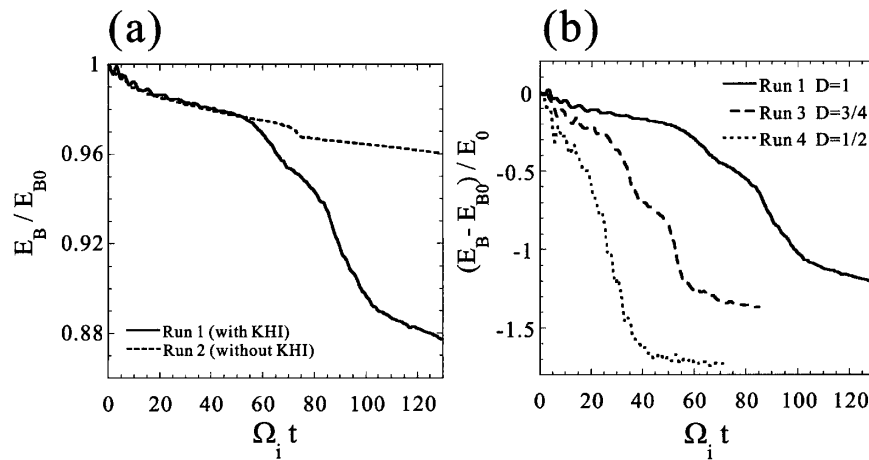 (a)
1
0.96
0.92
0.88
E_B / E_B0
Run 1 (with KHI)
Run 2 (without KHI)
0 20 40 60 80 100 120
Ω_i t
(b)
Run 1 D=1
Run 3 D=3/4
Run 4 D=1/2
0
-0.5
-1
-1.5
(E_B - E_B0) / E_0
0 20 40 60 80 100 120
Ω_i t